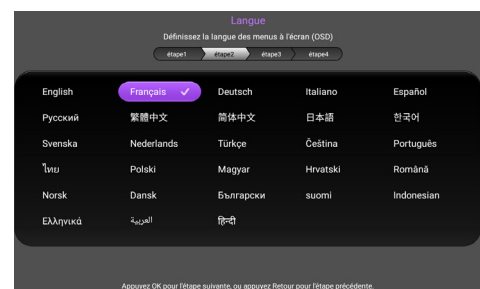 Langue
Définissez la langue des menus à l'écran (OSD)
étape1 étape2 étape3 étape4
English Français Deutsch Italiano Español
Русский 繁體中文 简体中文 日本語 한국어
Svenska Nederlands Türkçe Čeština Português
ไทย Polski Magyar Hrvatski Română
Norsk Dansk Български suomi Indonesian
Ελληνικά العربية हिन्दी
Appuyez OK pour l'étape suivante, ou appuyez Retour pour l'étape précédente.